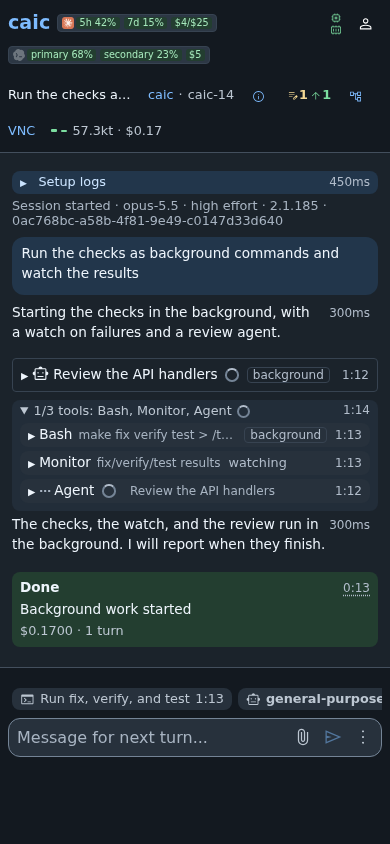 caic 5h 42% 7d 15% $4/$25
primary 68% secondary 23% $5
Run the checks a... caic · caic-14 1 ↑1
VNC 57.3kt · $0.17
▶ Setup logs 450ms
Session started · opus-5.5 · high effort · 2.1.185 ·
0ac768bc-a58b-4f81-9e49-c0147d33d640
Run the checks as background commands and
watch the results
Starting the checks in the background, with 300ms
a watch on failures and a review agent.
▶ Review the API handlers background 1:12
▼ 1/3 tools: Bash, Monitor, Agent 1:14
▶ Bash make fix verify test > /t... background 1:13
▶ Monitor fix/verify/test results watching 1:13
▶ ··· Agent Review the API handlers 1:12
The checks, the watch, and the review run in 300ms
the background. I will report when they finish.
Done 0:13
Background work started
$0.1700 · 1 turn
Run fix, verify, and test 1:13 general-purpose
Message for next turn...